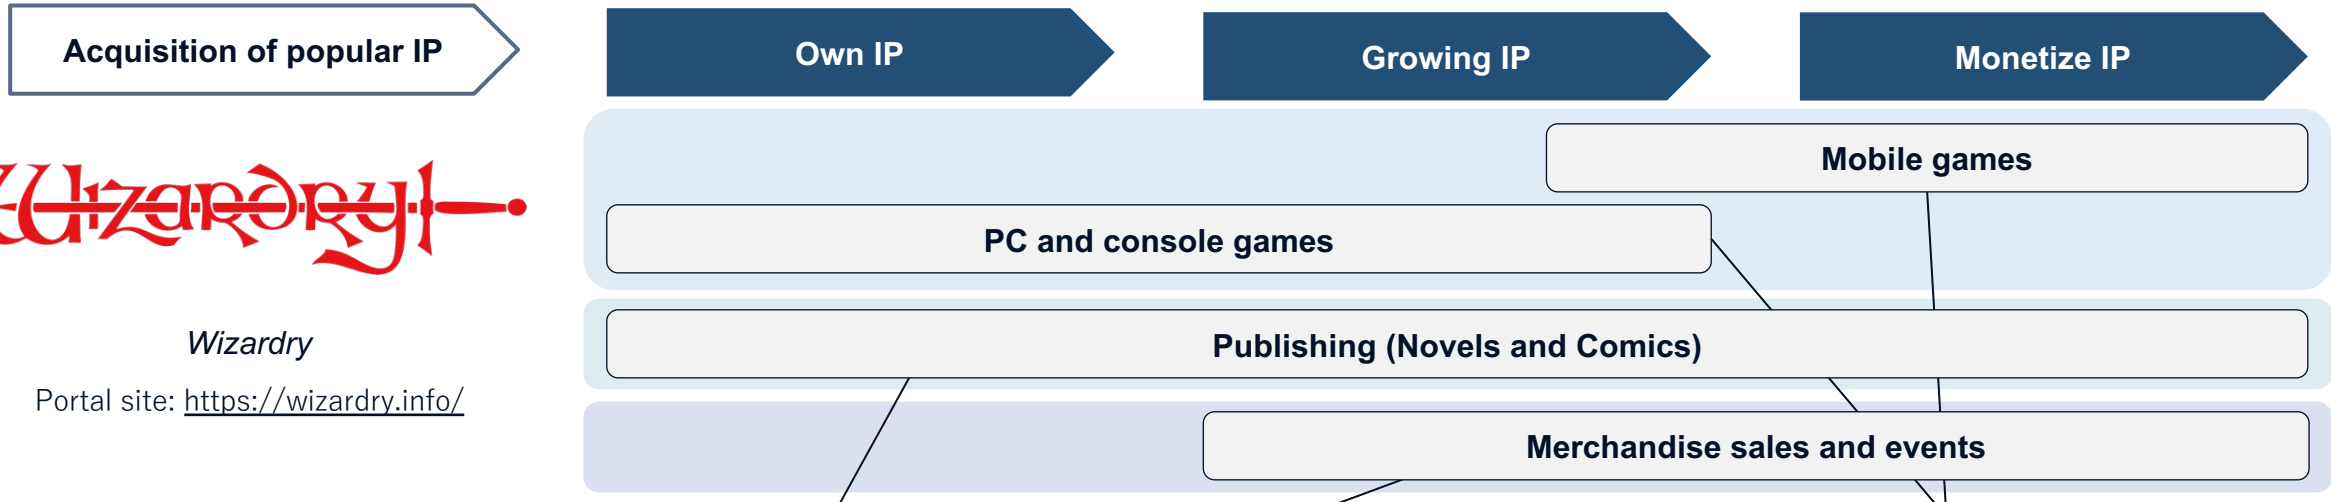 Acquisition of popular IP
Own IP
Growing IP
Monetize IP
Mobile games
Wizardry
PC and console games
Publishing (Novels and Comics)
Wizardry
Portal site: https://wizardry.info/
Merchandise sales and events